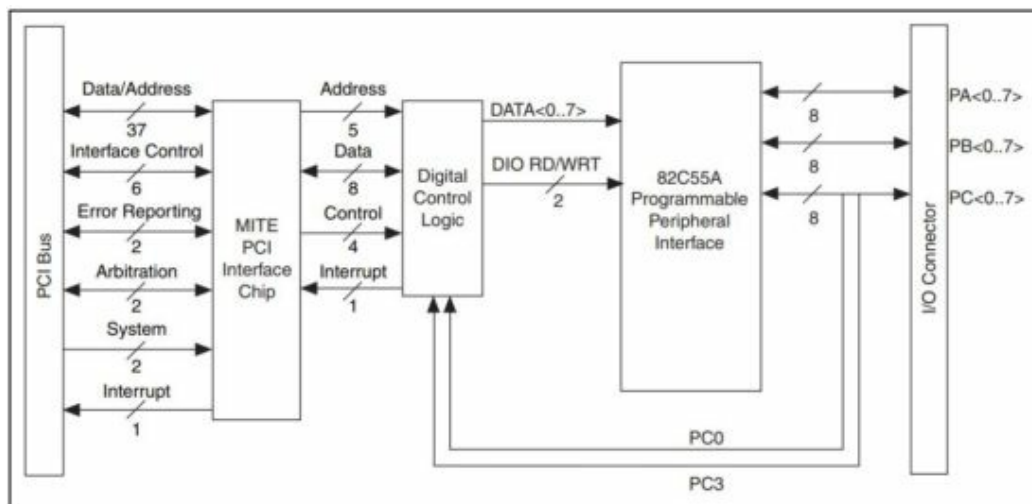 PCI Bus
Data/Address
37
Interface Control
6
Error Reporting
2
Arbitration
2
System
2
Interrupt
1
MITE
PCI
Interface
Chip
Address
5
Data
8
Control
4
Interrupt
1
Digital
Control
Logic
DATA<0..7>
DIO RD/WRT
2
82C55A
Programmable
Peripheral
Interface
8
8
8
PA<0..7>
PB<0..7>
PC<0..7>
I/O Connector
PC0
PC3